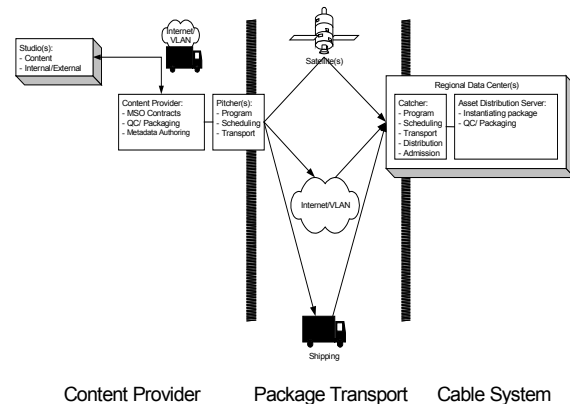 Internet/
VLAN
Studio(s):
- Content
- Internal/External
Satellite(s)
Content Provider:
- MSO Contracts
- QC/ Packaging
- Metadata Authoring
Pitcher(s):
- Program
- Scheduling
- Transport
Regional Data Center(s)
Catcher:
- Program
- Scheduling
- Transport
- Distribution
- Admission
Asset Distribution Server:
- Instantiating package
- QC/ Packaging
Internet/VLAN
Shipping
Content Provider
Package Transport
Cable System